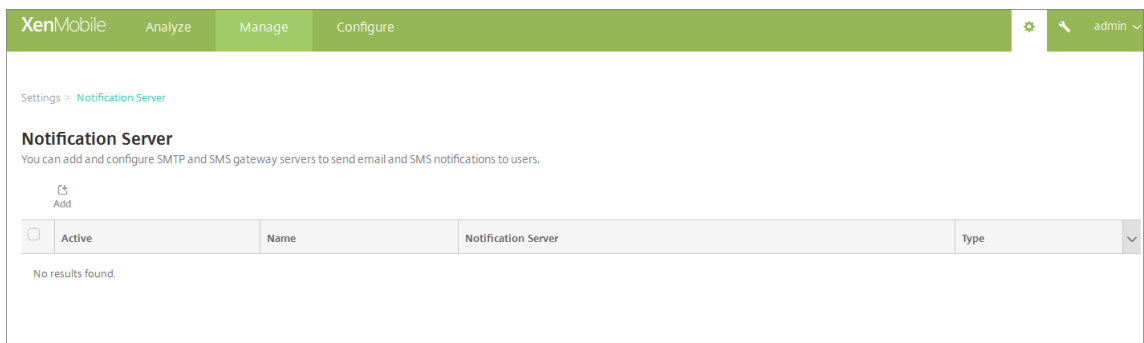 XenMobile Analyze Manage Configure admin
Settings > Notification Server
Notification Server
You can add and configure SMTP and SMS gateway servers to send email and SMS notifications to users.
Add
Active Name Notification Server Type
No results found.